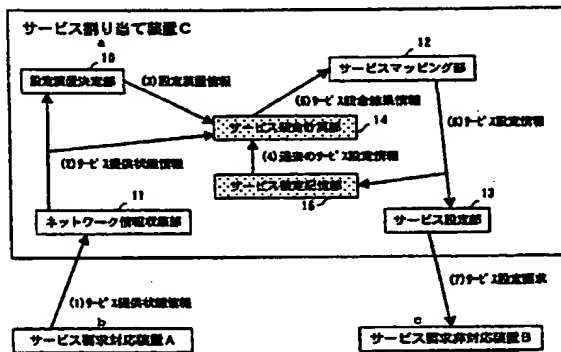 サービス割り当て装置C
a
10
設定装置決定部
(3)設定装置情報
12
サービスマッピング部
(5)サービス競合結果情報
サービス競合計算部
14
(2)サービス提供状態情報
(4)過去のサービス設定情報
(6)サービス設定情報
サービス設定記憶部
15
11
ネットワーク情報収集部
13
サービス設定部
(1)サービス提供状態情報
(7)サービス設定要求
b
サービス要求対応装置A
c
サービス要求非対応装置B